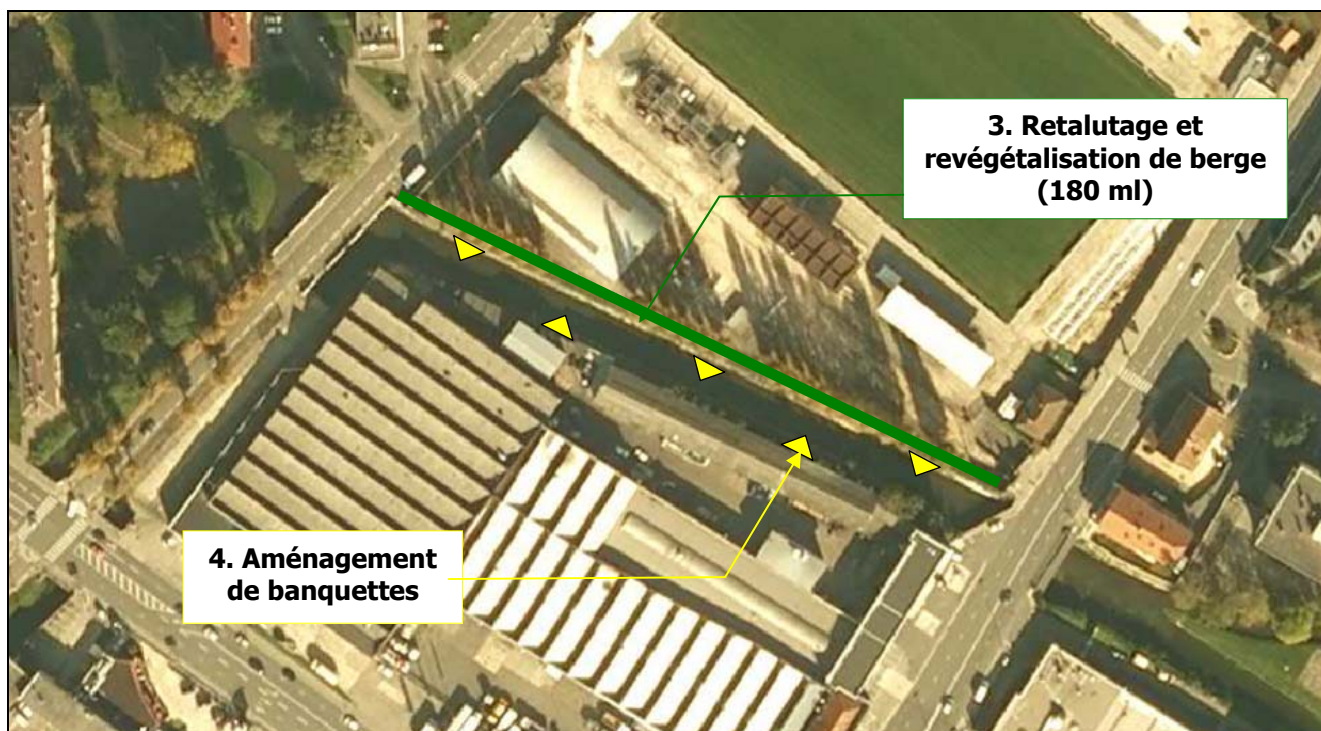 3. Retalutage et
revégétalisation de berge
(180 ml)
4. Aménagement
de banquettes